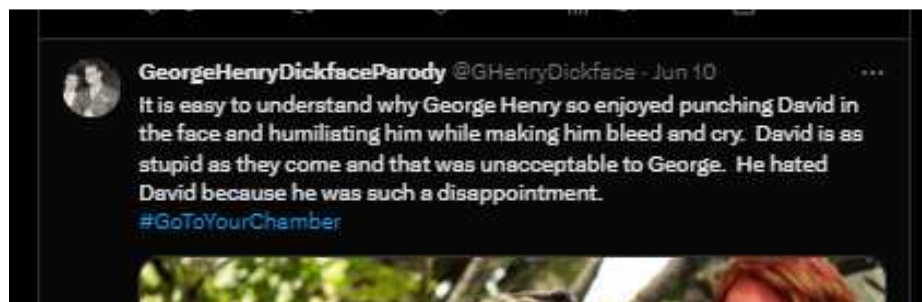 GeorgeHenryDickfaceParody @GHenryDickface · Jun 10
It is easy to understand why George Henry so enjoyed punching David in
the face and humiliating him while making him bleed and cry.  David is as
stupid as they come and that was unacceptable to George.  He hated
David because he was such a disappointment.
#GoToYourChamber